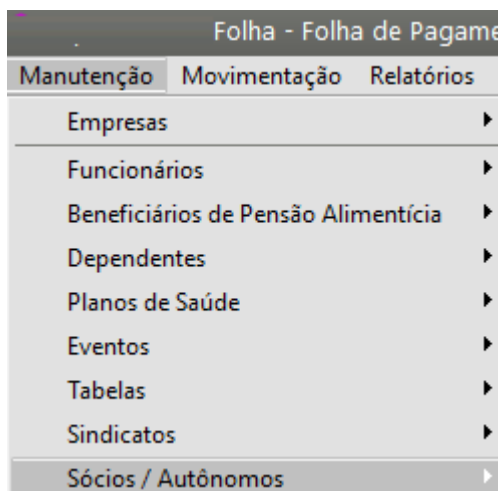 Folha - Folha de Pagame
Manutenção Movimentação Relatórios
Empresas
Funcionários
Beneficiários de Pensão Alimentícia
Dependentes
Planos de Saúde
Eventos
Tabelas
Sindicatos
Sócios / Autônomos